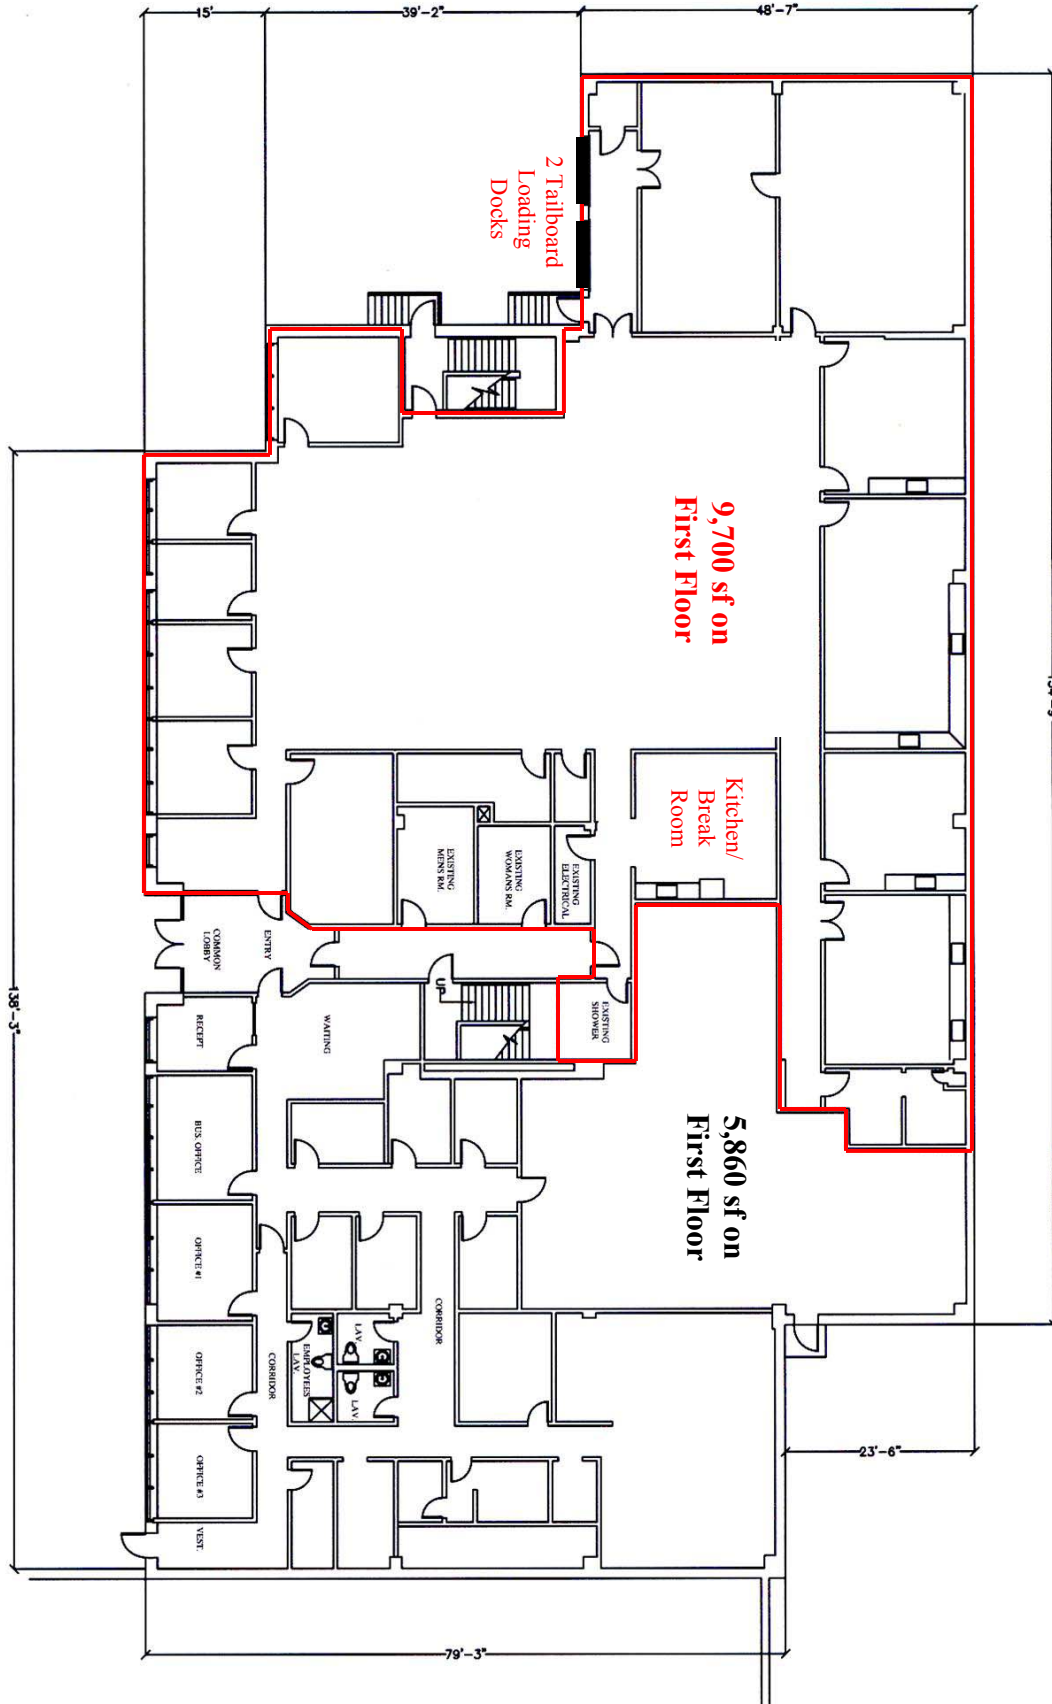 15'
39'-2"
48'-7"
2 Tailboard
Loading
Docks
9,700 sf on
First Floor
Kitchen/
Break
Room
EXISTING
MENS RM.
EXISTING
WOMANS RM.
EXISTING
ELECTRICAL
COMMON
LOBBY
ENTRY
UP
EXISTING
SHOWER
138'-3"
RECEPT
WAITING
5,860 sf on
First Floor
BUS. OFFICE
OFFICE #1
CORRIDOR
LAV.
EMPLOYEES
LAV.
LAV.
OFFICE #2
CORRIDOR
23'-6"
OFFICE #3
VEST.
79'-3"